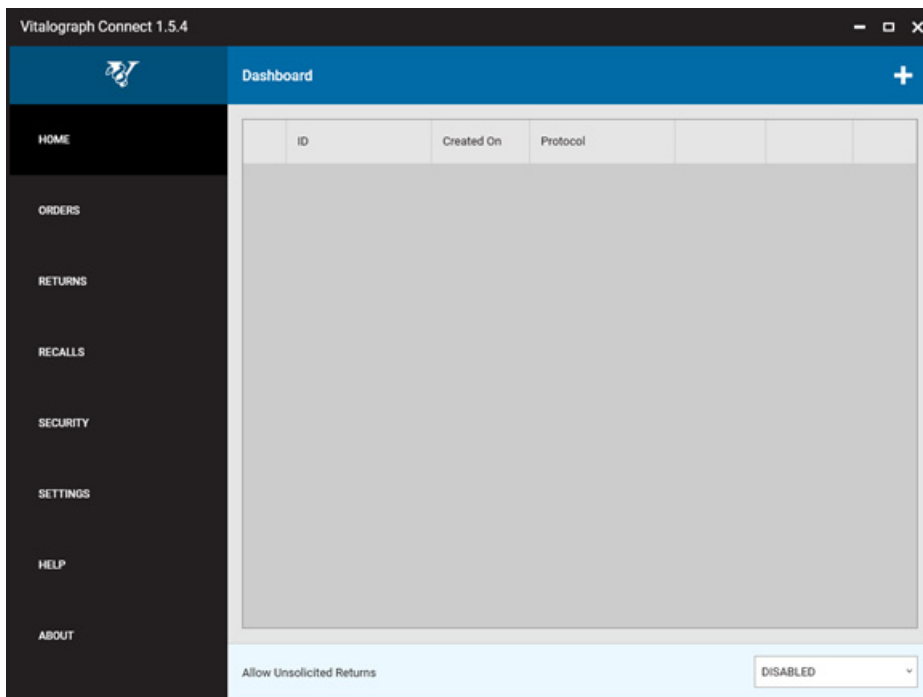 Vitalograph Connect 1.5.4
Dashboard
HOME
ID Created On Protocol
ORDERS
RETURNS
RECALLS
SECURITY
SETTINGS
HELP
ABOUT
Allow Unsolicited Returns DISABLED